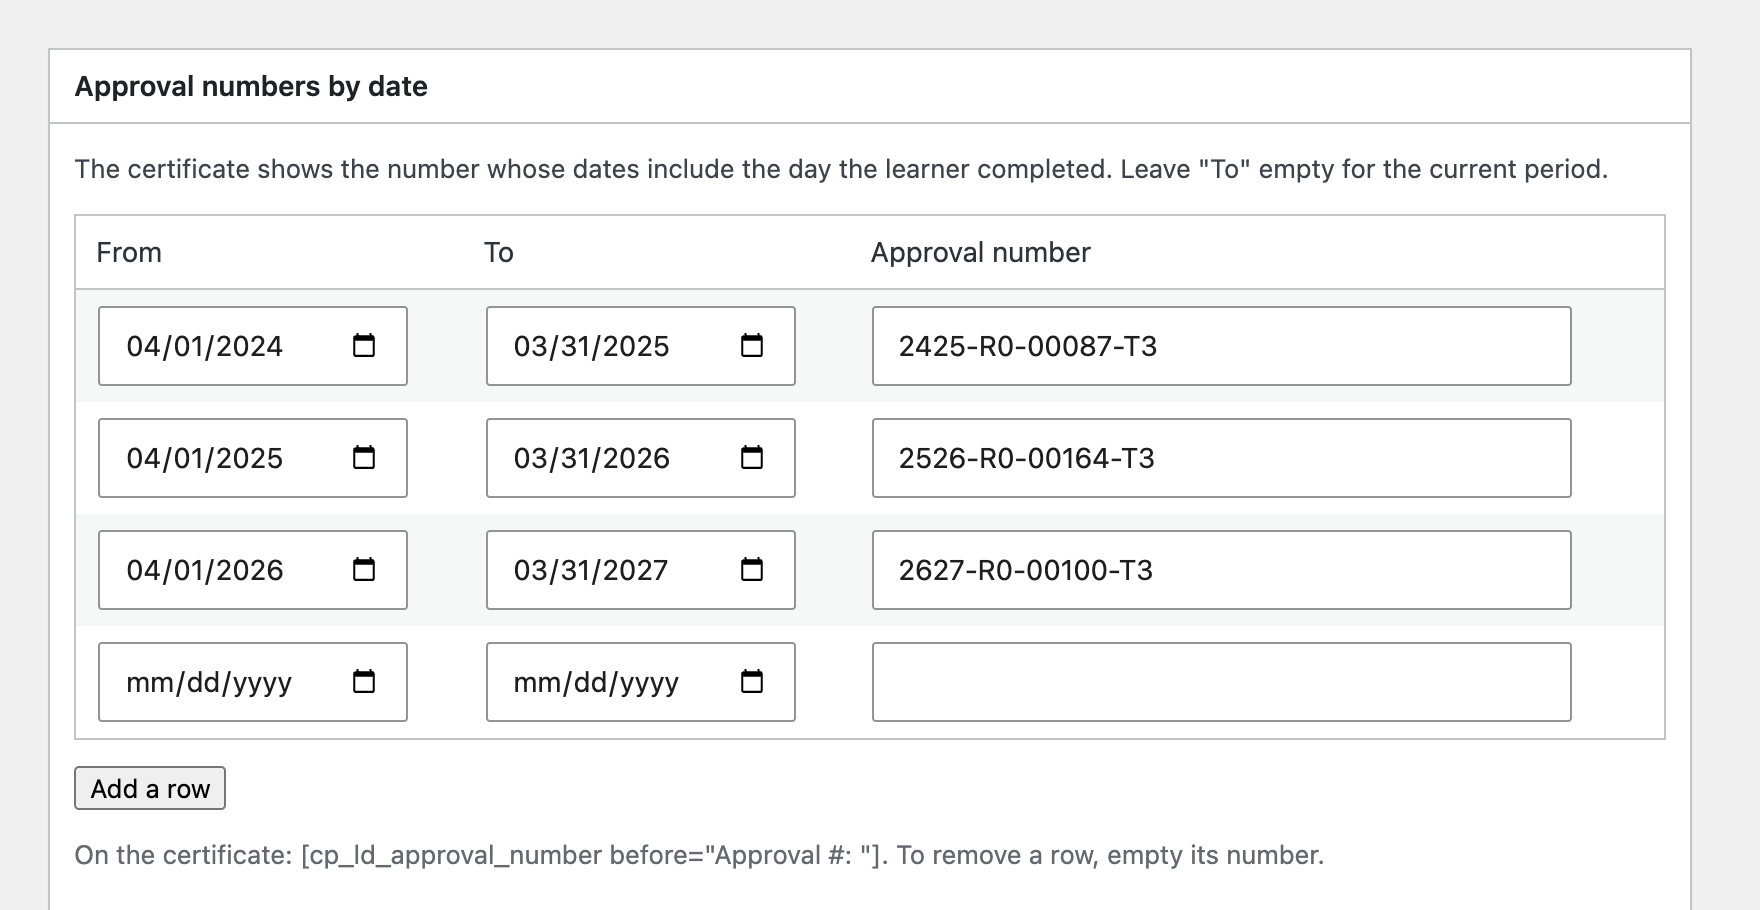 Approval numbers by date
The certificate shows the number whose dates include the day the learner completed. Leave "To" empty for the current period.
From To Approval number
04/01/2024 03/31/2025 2425-R0-00087-T3
04/01/2025 03/31/2026 2526-R0-00164-T3
04/01/2026 03/31/2027 2627-R0-00100-T3
mm/dd/yyyy mm/dd/yyyy
Add a row
On the certificate: [cp_ld_approval_number before="Approval #: "]. To remove a row, empty its number.